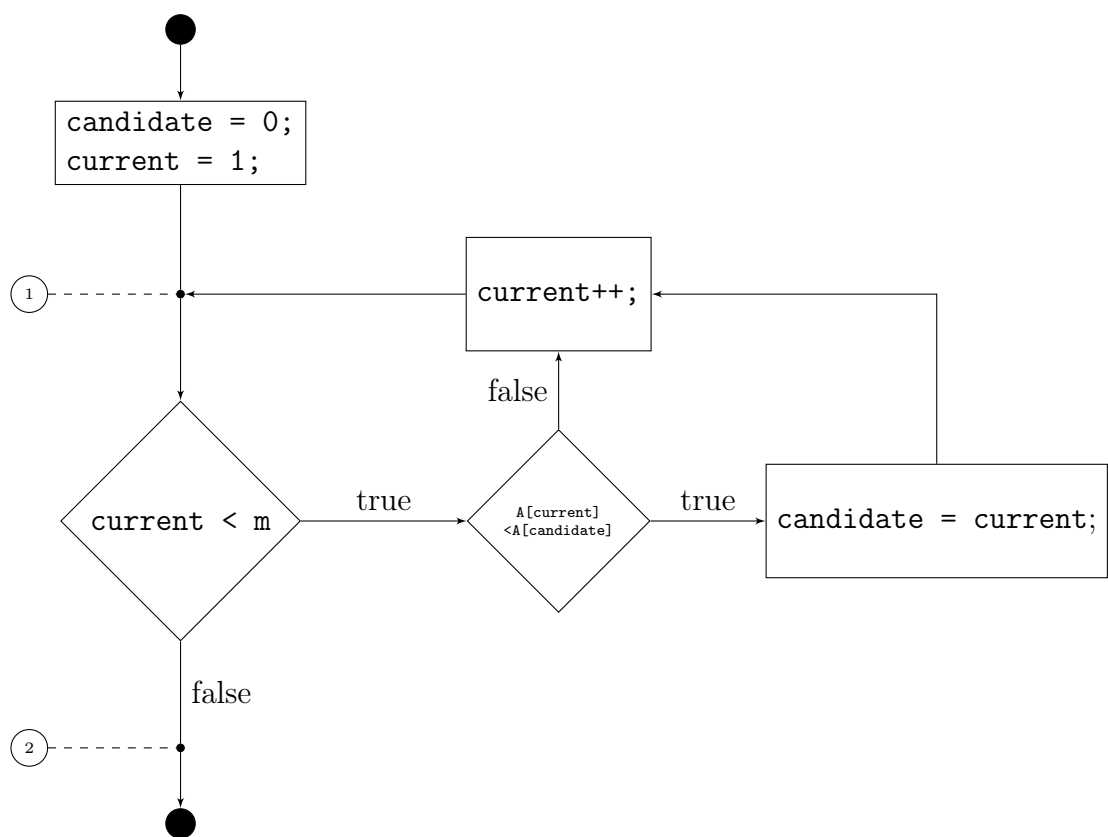 candidate = 0;
current = 1;
1
current++;
false
current < m
true
A[current]
<A[candidate]
true
candidate = current;
false
2